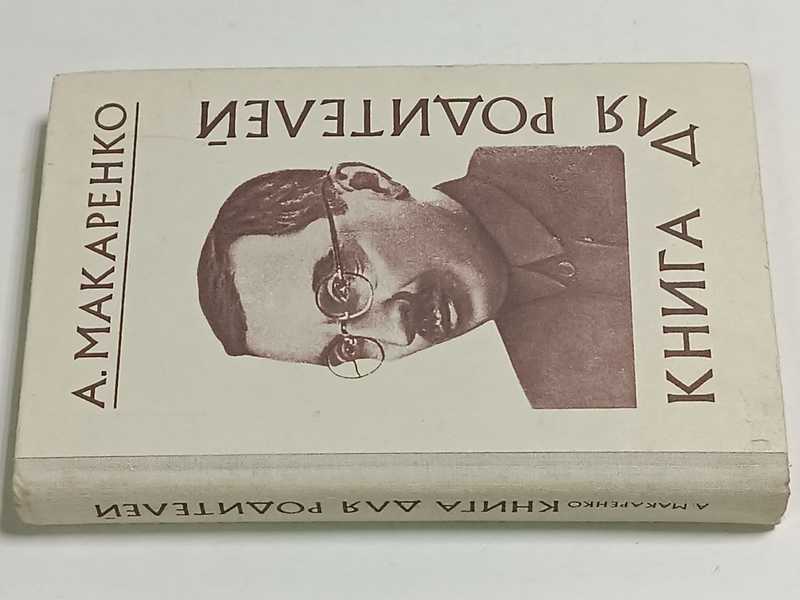 А. МАКАРЕНКО
КНИГА ДЛЯ РОДИТЕЛЕЙ
А. МАКАРЕНКО КНИГА ДЛЯ РОДИТЕЛЕЙ